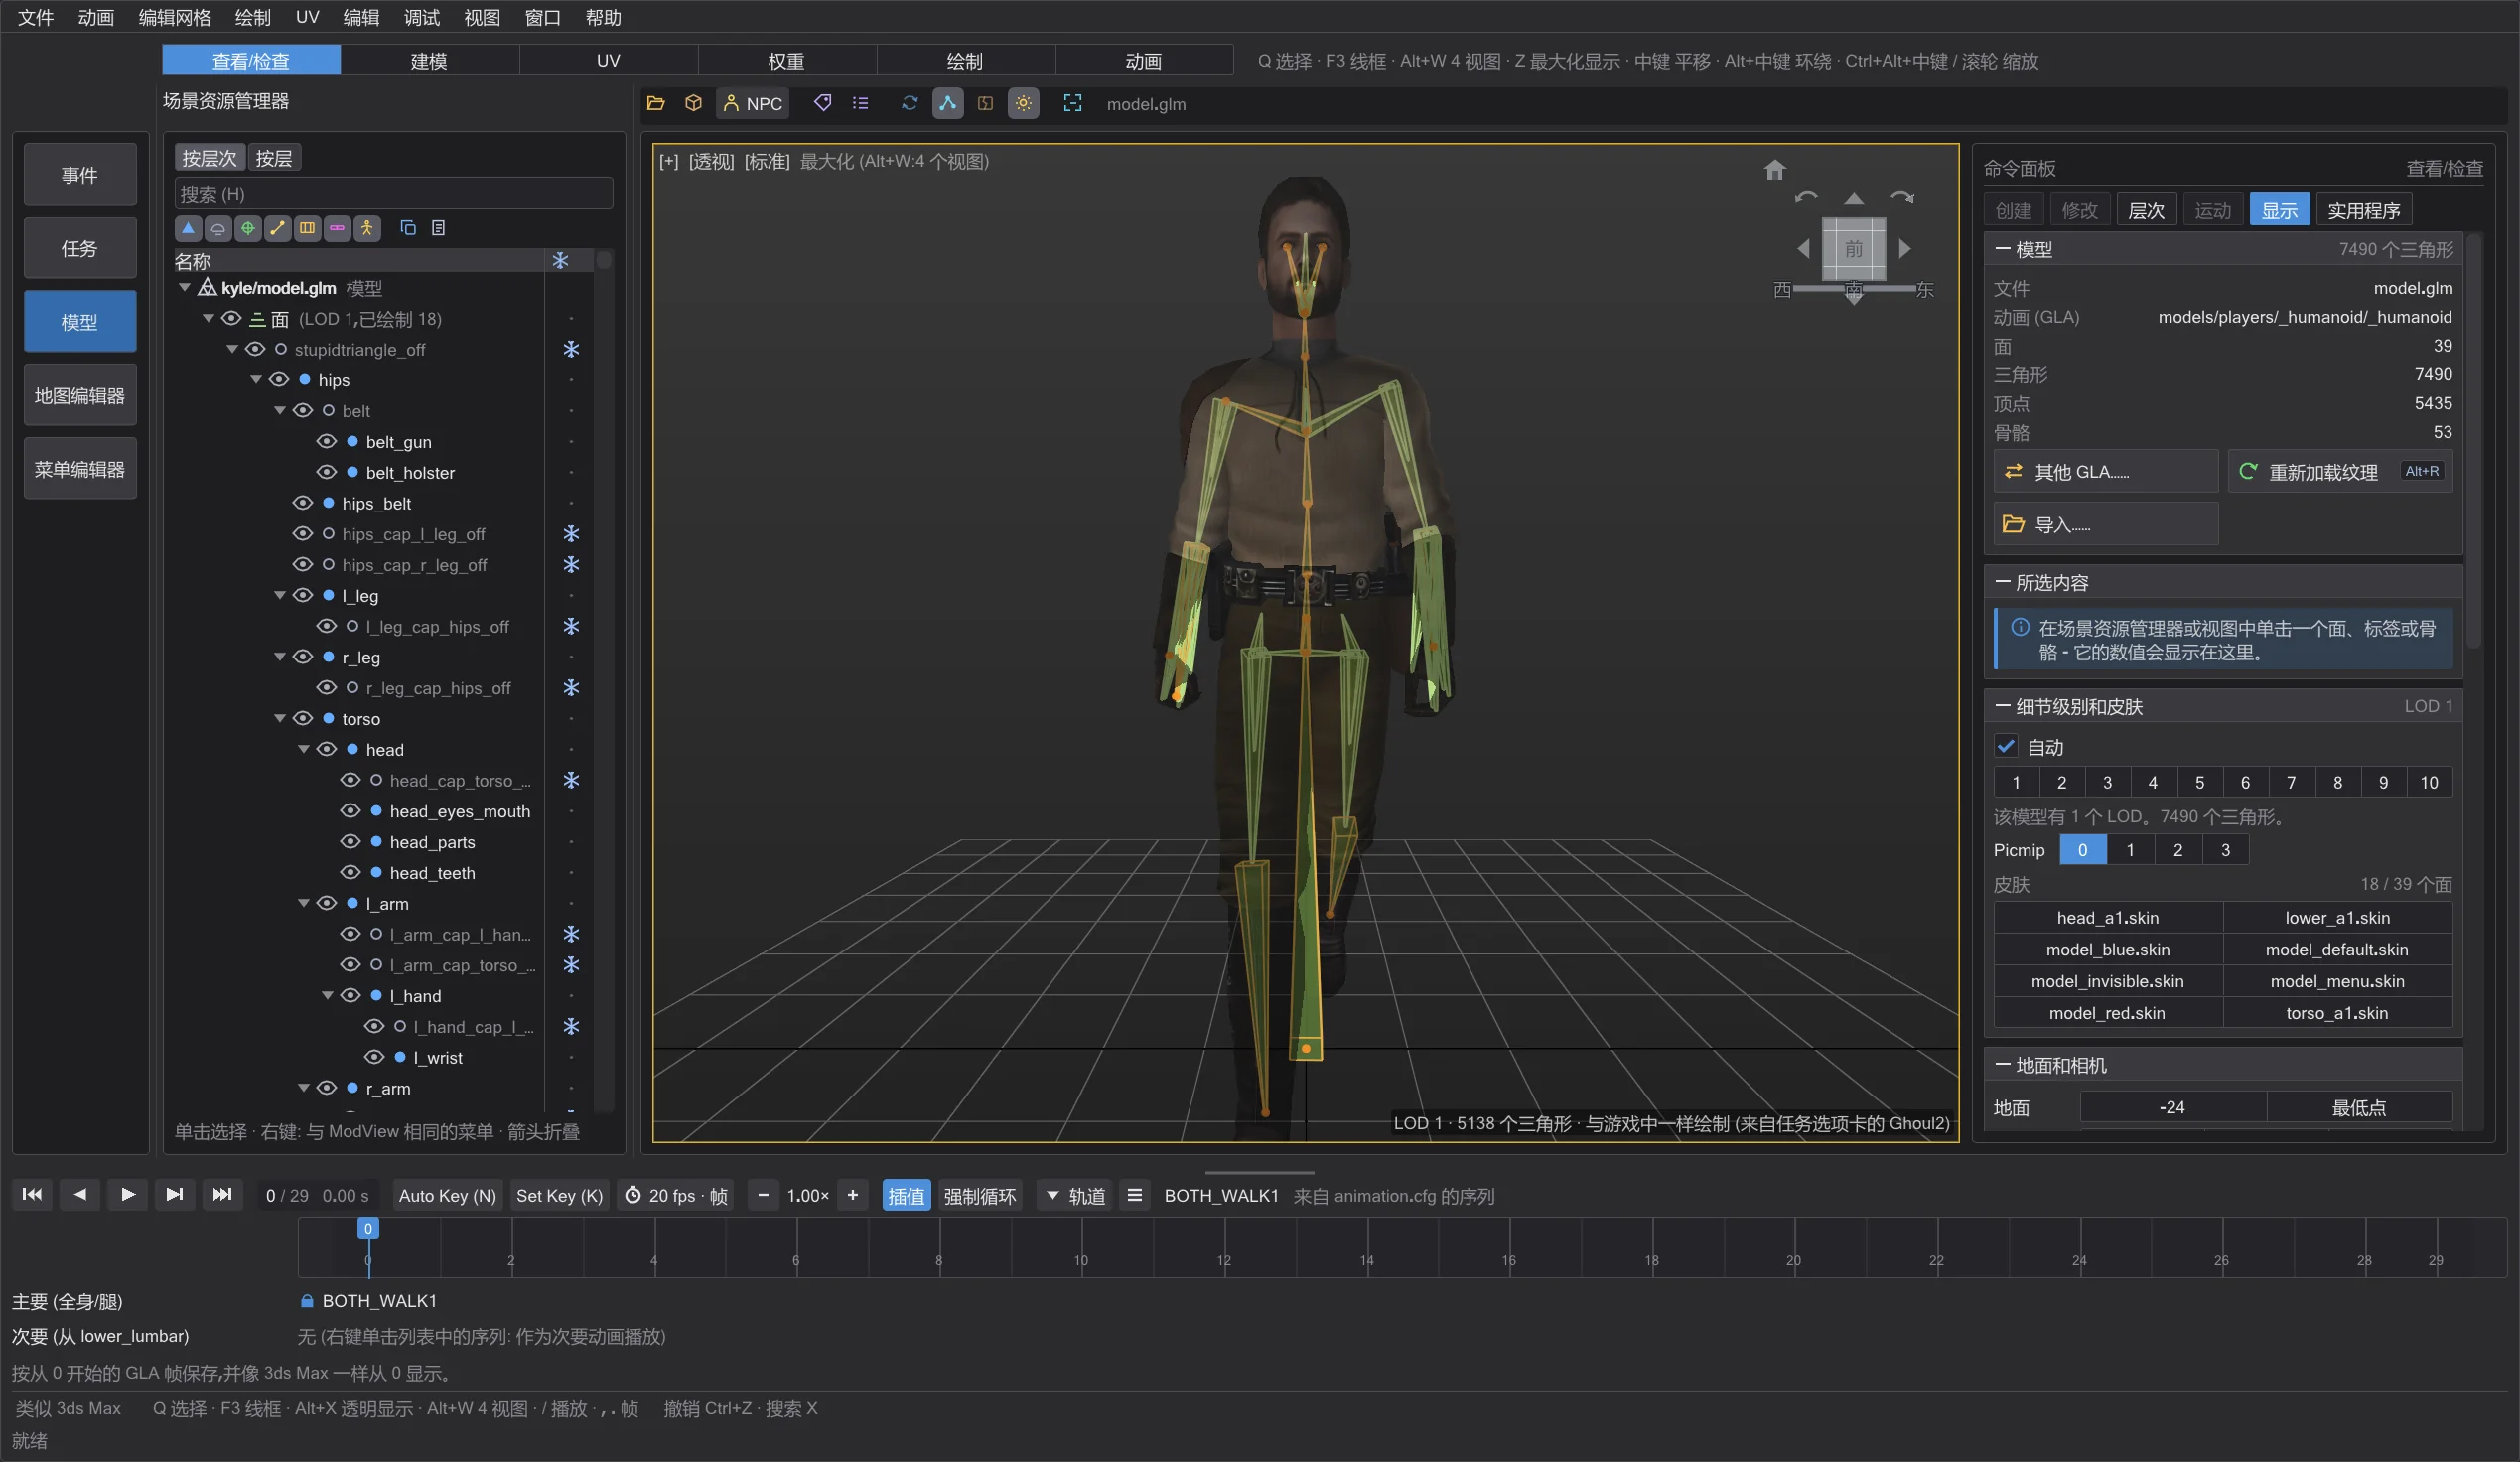 文件 动画 编辑网格 绘制 UV 编辑 调试 视图 窗口 帮助
查看/检查 建模 UV 权重 绘制 动画 Q 选择 · F3 线框 · Alt+W 4 视图 · Z 最大化显示 · 中键 平移 · Alt+中键 环绕 · Ctrl+Alt+中键 / 滚轮 缩放
场景资源管理器
NPC model.glm
事件
任务
模型
地图编辑器
菜单编辑器
按层次 按层
搜索 (H)
名称
kyle/model.glm 模型
面 (LOD 1,已绘制 18)
stupidtriangle_off
hips
belt
belt_gun
belt_holster
hips_belt
hips_cap_l_leg_off
hips_cap_r_leg_off
l_leg
l_leg_cap_hips_off
r_leg
r_leg_cap_hips_off
torso
head
head_cap_torso_...
head_eyes_mouth
head_parts
head_teeth
l_arm
l_arm_cap_l_han...
l_arm_cap_torso_...
l_hand
l_hand_cap_l_...
l_wrist
r_arm
单击选择 · 右键: 与 ModView 相同的菜单 · 箭头折叠
[+] [透视] [标准] 最大化 (Alt+W:4 个视图)
前
西 南 东
LOD 1 · 5138 个三角形 · 与游戏中一样绘制 (来自任务选项卡的 Ghoul2)
命令面板 查看/检查
创建 修改 层次 运动 显示 实用程序
模型 7490 个三角形
文件 model.glm
动画 (GLA) models/players/_humanoid/_humanoid
面 39
三角形 7490
顶点 5435
骨骼 53
其他 GLA...... 重新加载纹理 Alt+R
导入......
所选内容
在场景资源管理器或视图中单击一个面、标签或骨
骼 - 它的数值会显示在这里。
细节级别和皮肤 LOD 1
自动
1 2 3 4 5 6 7 8 9 10
该模型有 1 个 LOD。7490 个三角形。
Picmip 0 1 2 3
皮肤 18 / 39 个面
head_a1.skin lower_a1.skin
model_blue.skin model_default.skin
model_invisible.skin model_menu.skin
model_red.skin torso_a1.skin
地面和相机
地面 -24 最低点
0 / 29 0.00 s Auto Key (N) Set Key (K) 20 fps · 帧 − 1.00× + 插值 强制循环 轨道 BOTH_WALK1 来自 animation.cfg 的序列
0
0 2 4 6 8 10 12 14 16 18 20 22 24 26 28 29
主要 (全身/腿) BOTH_WALK1
次要 (从 lower_lumbar) 无 (右键单击列表中的序列: 作为次要动画播放)
按从 0 开始的 GLA 帧保存,并像 3ds Max 一样从 0 显示。
类似 3ds Max Q 选择 · F3 线框 · Alt+X 透明显示 · Alt+W 4 视图 · / 播放 · , . 帧 撤销 Ctrl+Z · 搜索 X
就绪